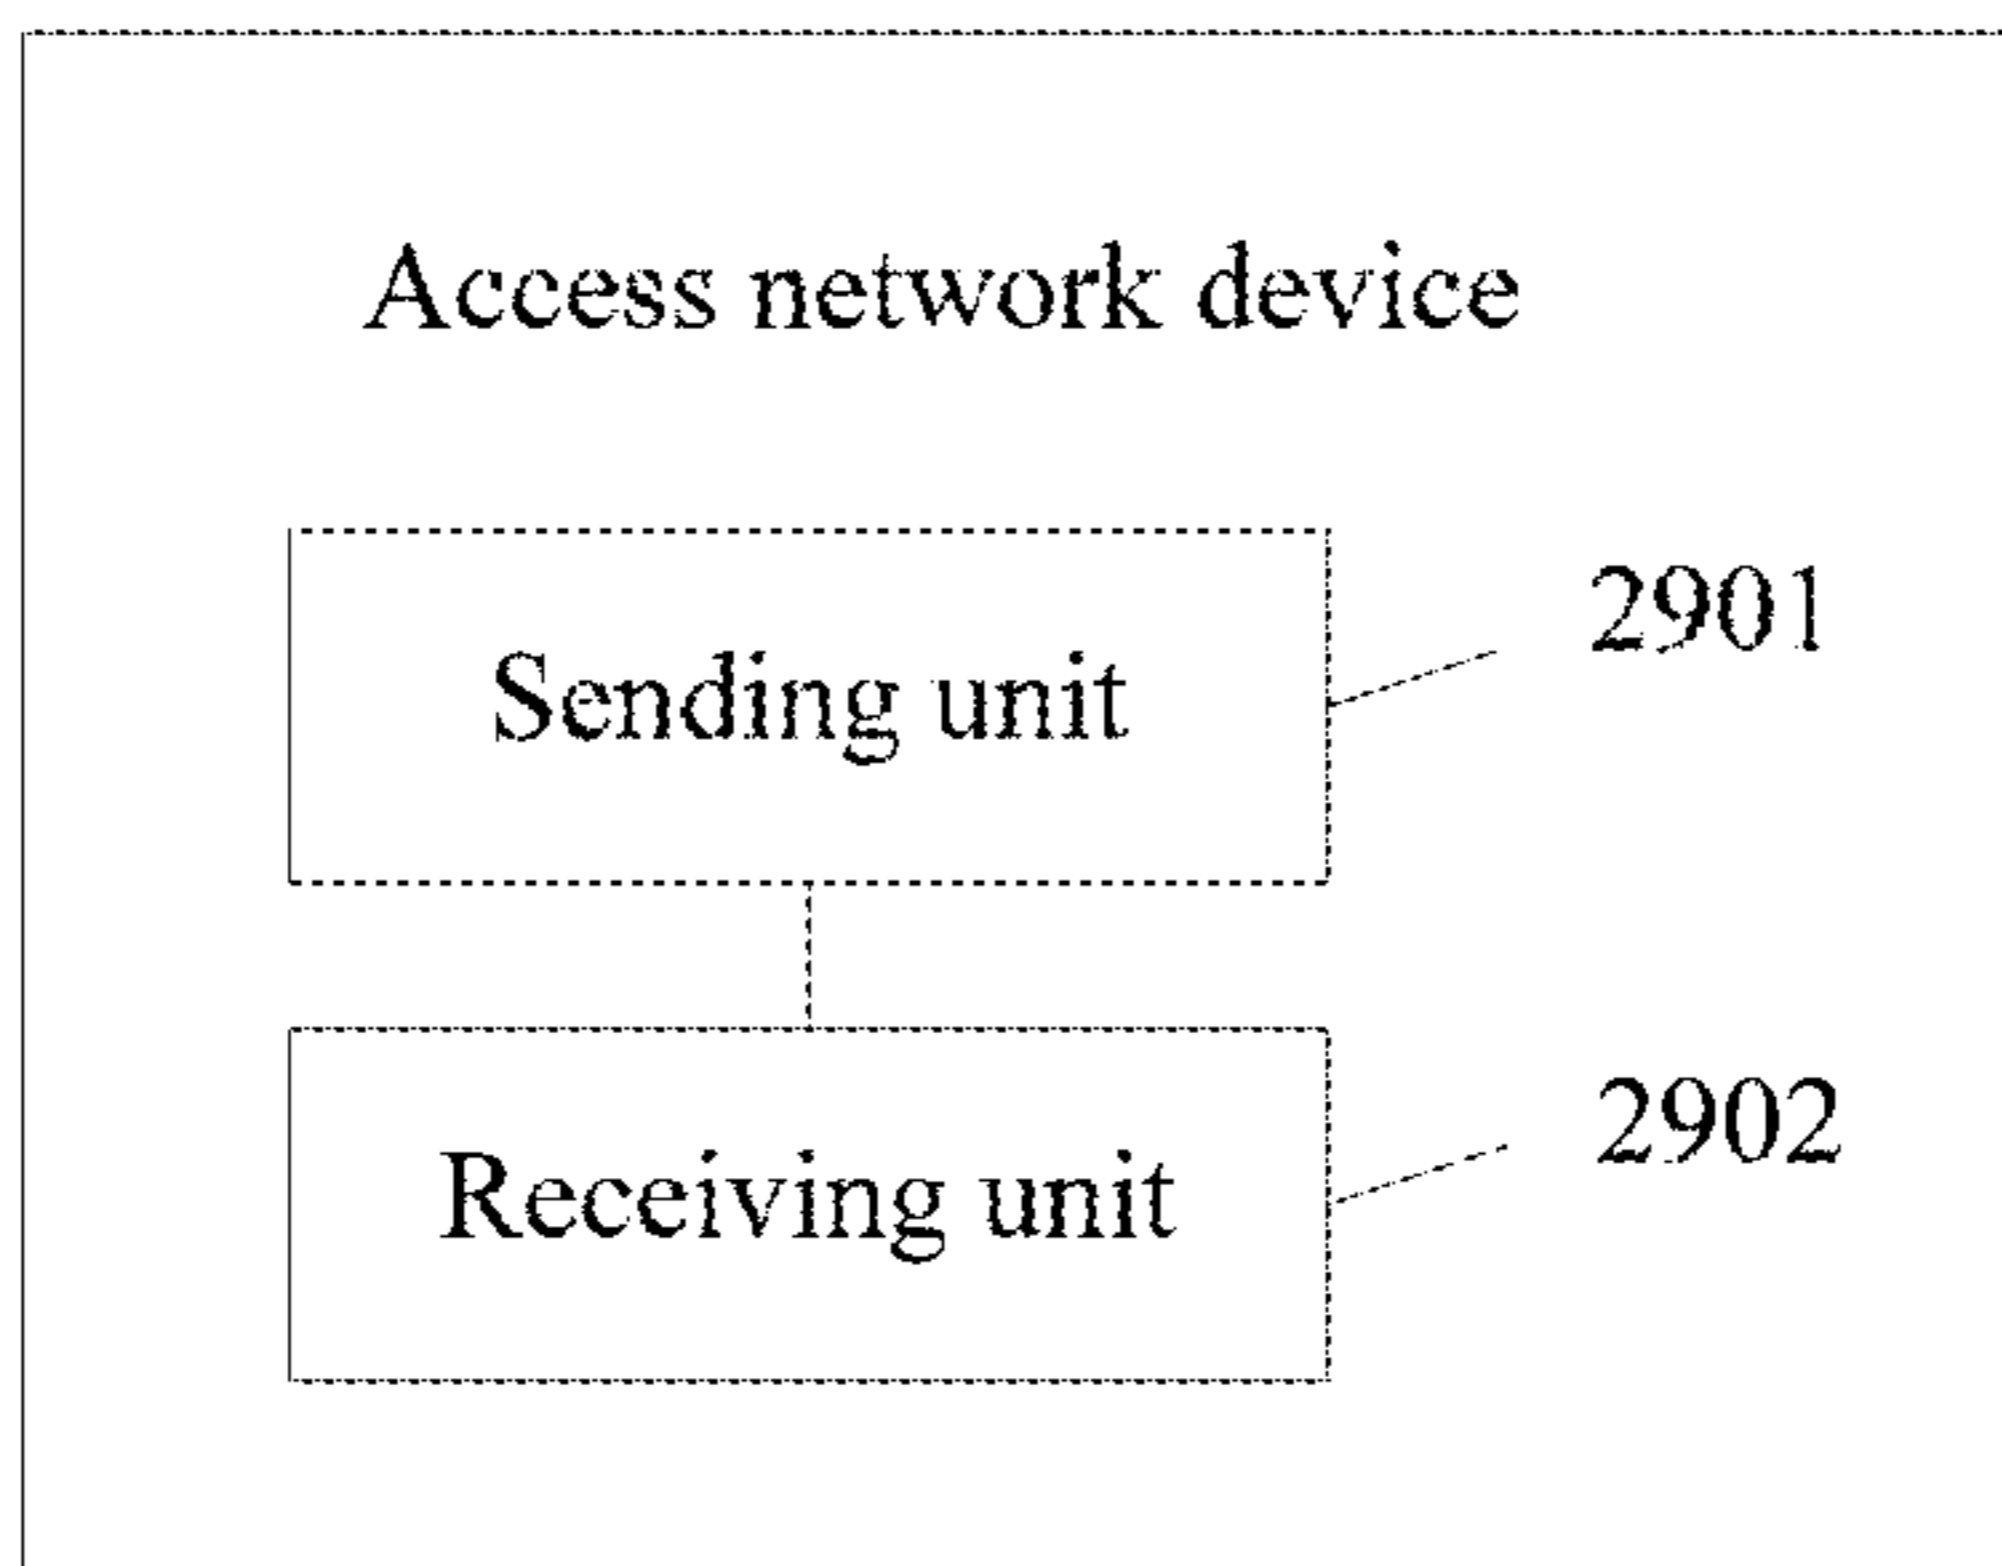 Access network device
2901
Sending unit
2902
Receiving unit